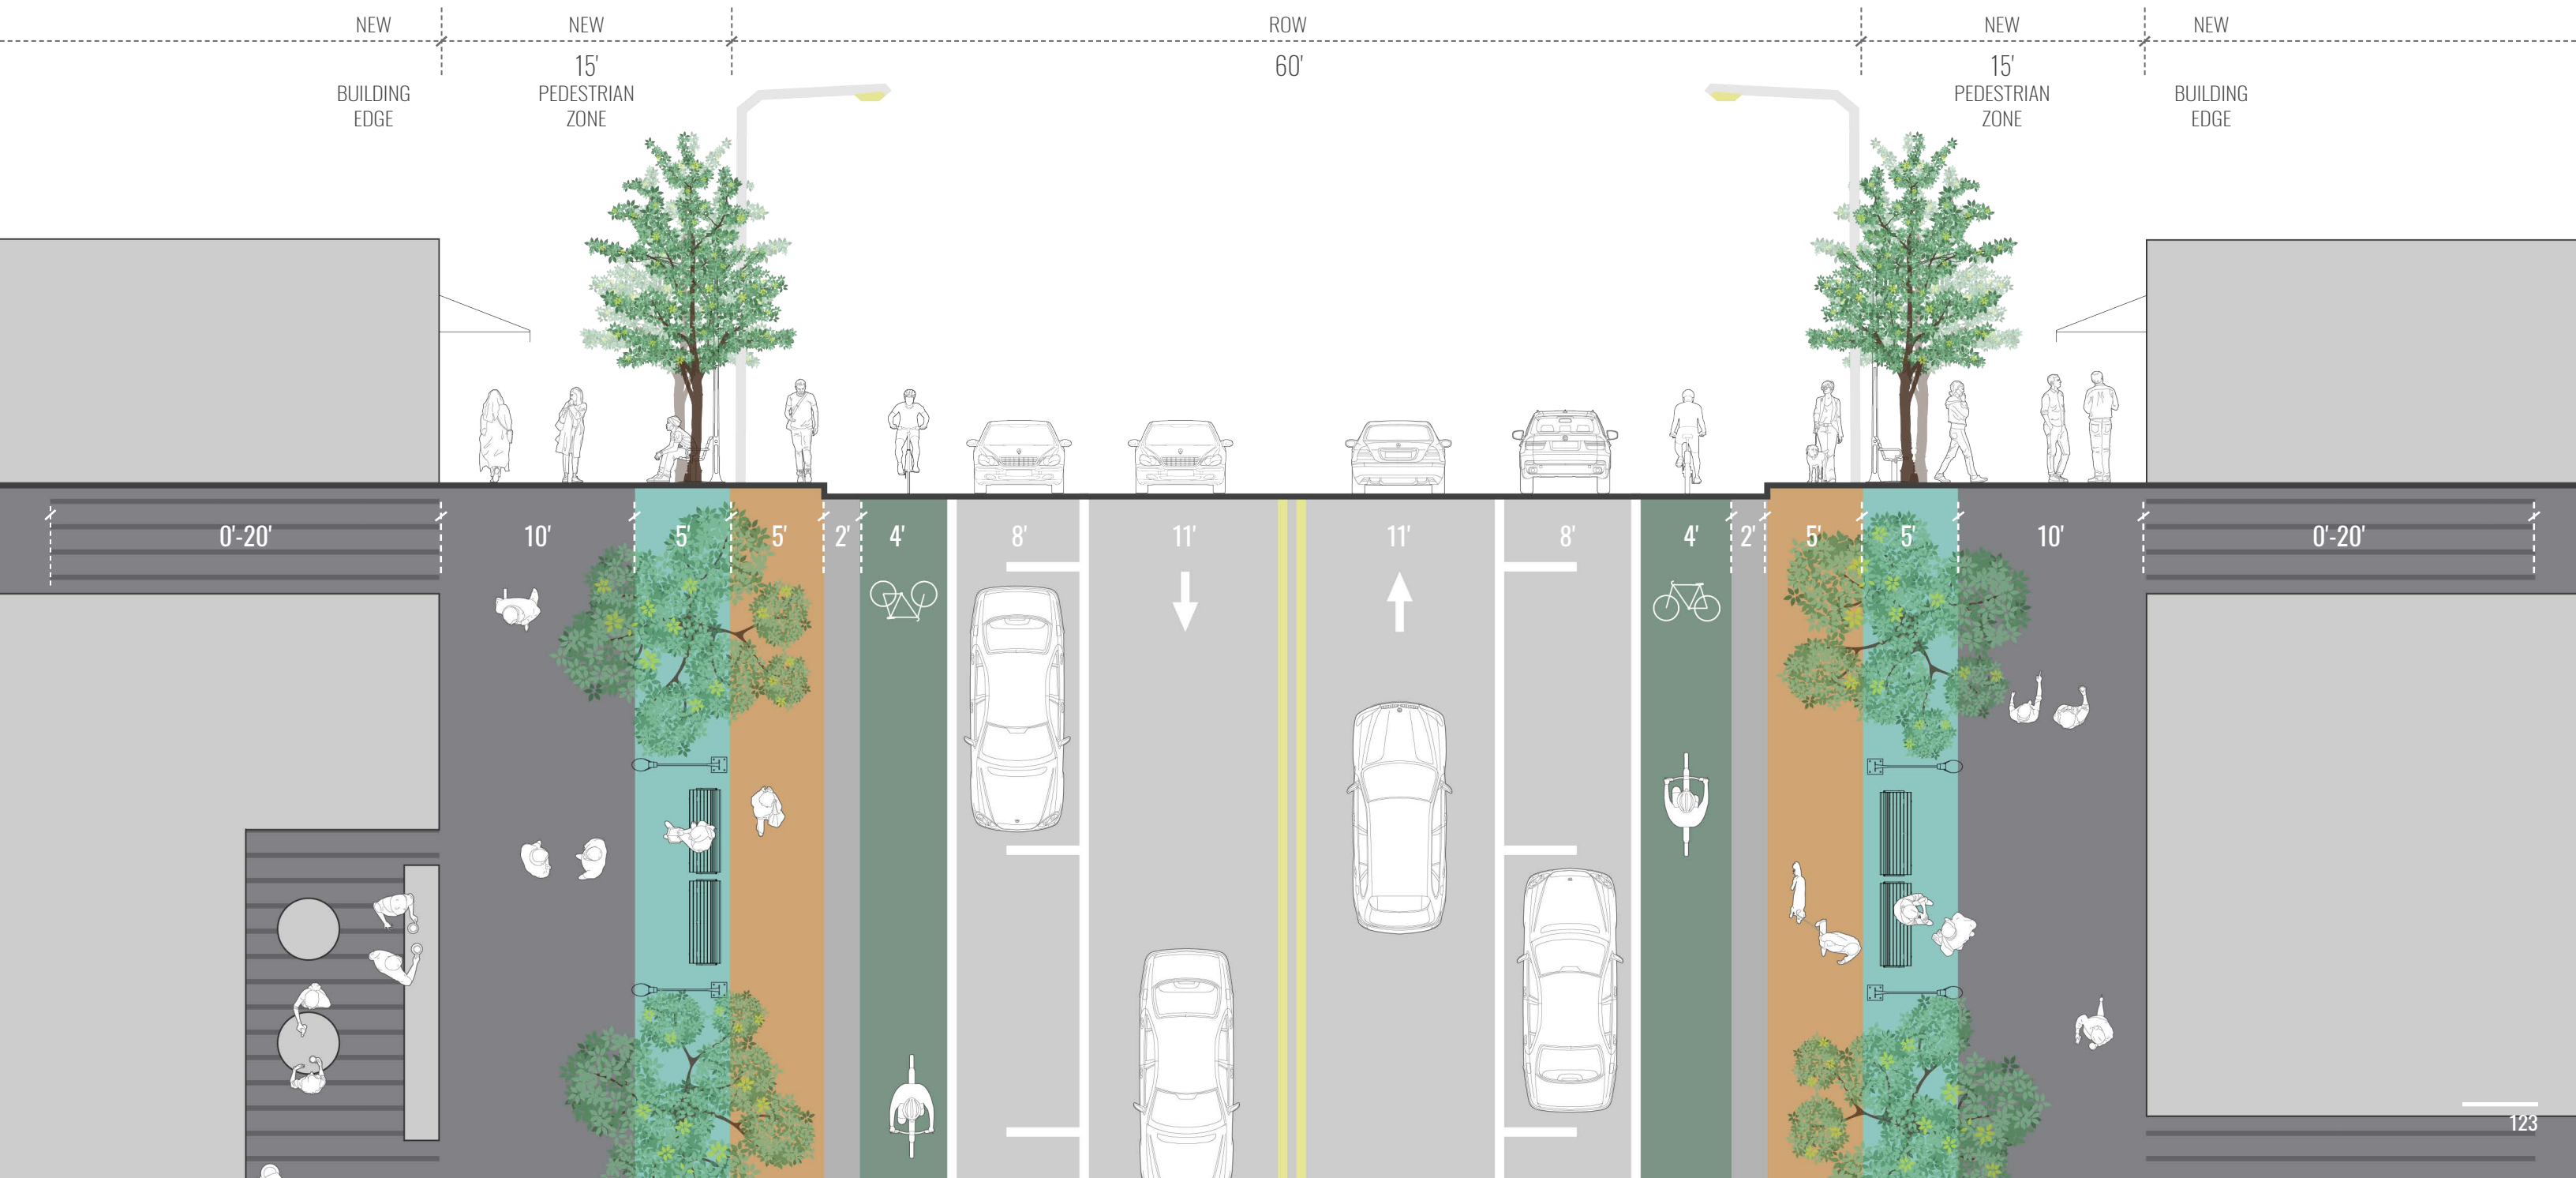 NEW NEW ROW NEW NEW
15' 60' 15'
BUILDING PEDESTRIAN PEDESTRIAN BUILDING
EDGE ZONE ZONE EDGE
0'-20' 10' 5' 5' 2' 4' 8' 11' 11' 8' 4' 2' 5' 5' 10' 0'-20'
123